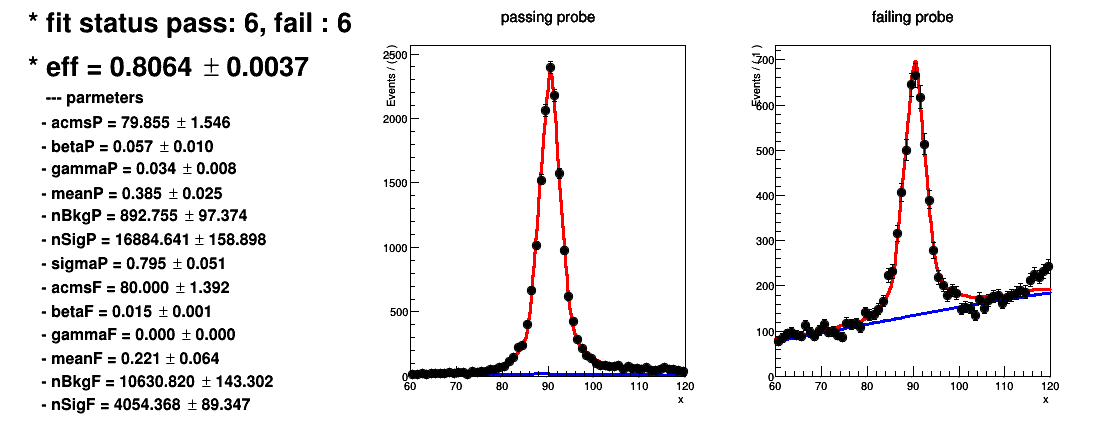 * fit status pass: 6, fail : 6
* eff = 0.8064 ± 0.0037
--- parmeters
- acmsP = 79.855 ± 1.546
- betaP = 0.057 ± 0.010
- gammaP = 0.034 ± 0.008
- meanP = 0.385 ± 0.025
- nBkgP = 892.755 ± 97.374
- nSigP = 16884.641 ± 158.898
- sigmaP = 0.795 ± 0.051
- acmsF = 80.000 ± 1.392
- betaF = 0.015 ± 0.001
- gammaF = 0.000 ± 0.000
- meanF = 0.221 ± 0.064
- nBkgF = 10630.820 ± 143.302
- nSigF = 4054.368 ± 89.347
passing probe
Events / ( 1 )
2500
2000
1500
1000
500
0
60 70 80 90 100 110 120
x
failing probe
Events / ( 1 )
700
600
500
400
300
200
100
0
60 70 80 90 100 110 120
x